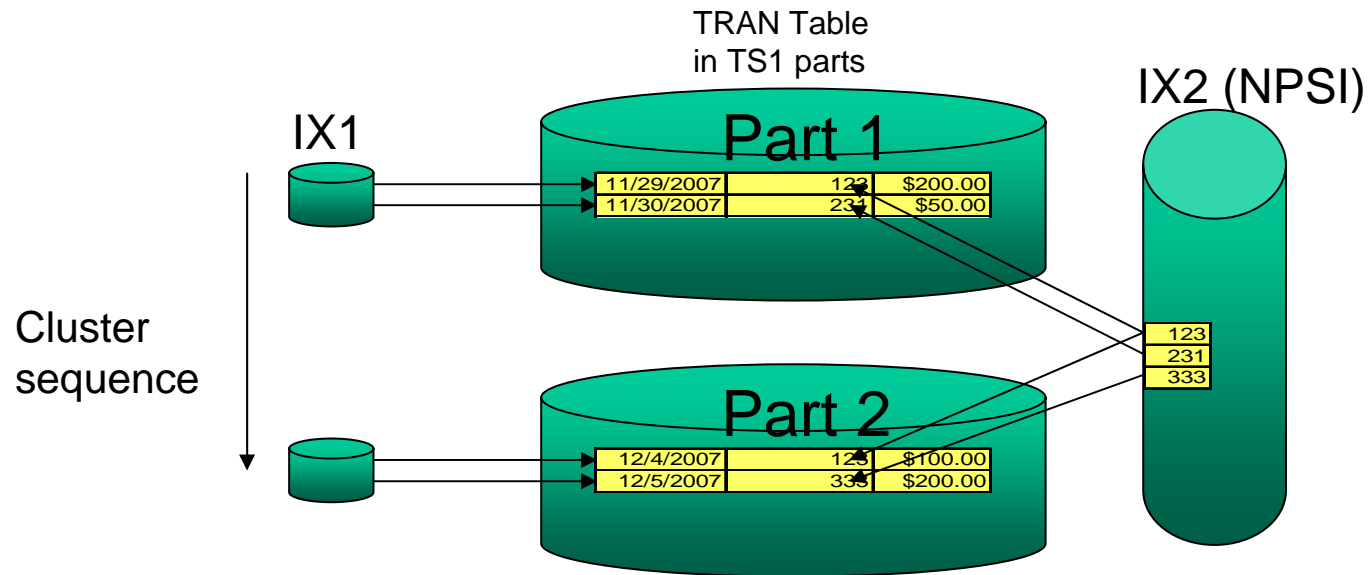 TRAN Table
in TS1 parts
IX2 (NPSI)
IX1
Part 1
11/29/2007 123 $200.00
11/30/2007 231 $50.00
Cluster
sequence
123
231
333
Part 2
12/4/2007 123 $100.00
12/5/2007 333 $200.00